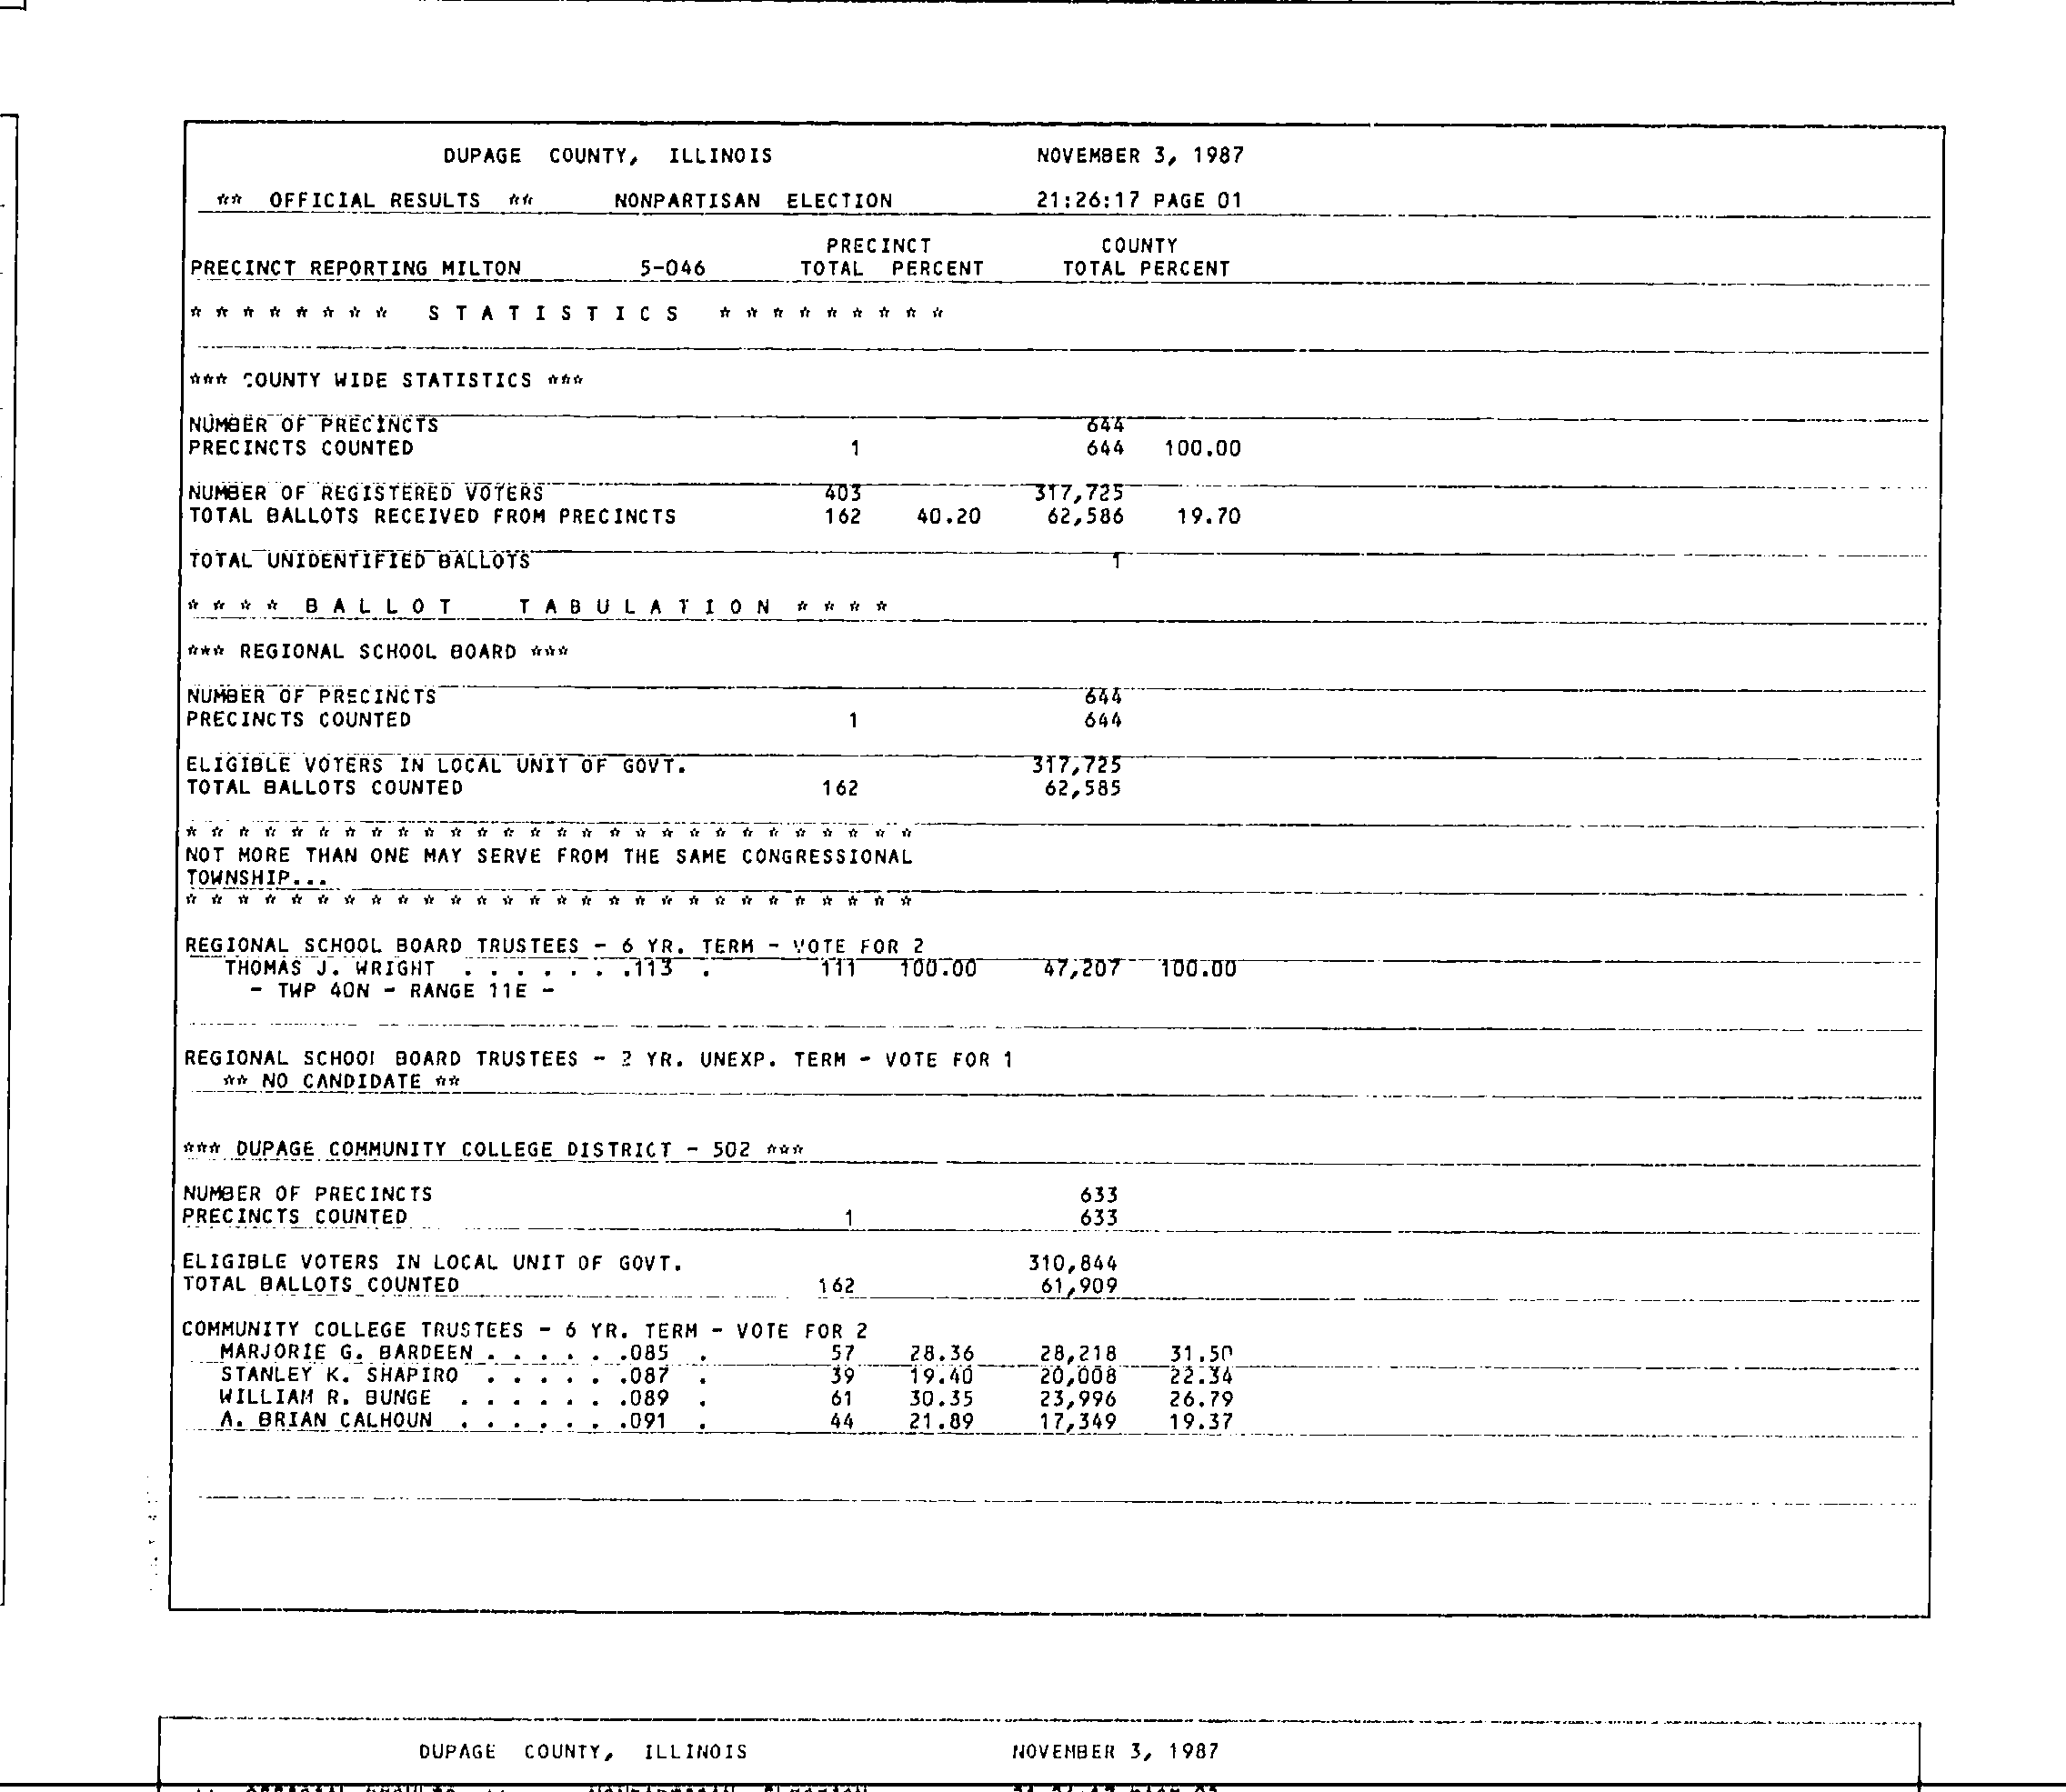 DUPAGE COUNTY, ILLINOIS NOVEMBER 3, 1987
** OFFICIAL RESULTS ** NONPARTISAN ELECTION 21:26:17 PAGE 01
PRECINCT COUNTY
PRECINCT REPORTING MILTON 5-046 TOTAL PERCENT TOTAL PERCENT
* * * * * * * * S T A T I S T I C S * * * * * * * * *
*** COUNTY WIDE STATISTICS ***
NUMBER OF PRECINCTS 644
PRECINCTS COUNTED 1 644 100.00
NUMBER OF REGISTERED VOTERS 403 317,725
TOTAL BALLOTS RECEIVED FROM PRECINCTS 162 40.20 62,586 19.70
TOTAL UNIDENTIFIED BALLOTS 1
* * * * B A L L O T T A B U L A T I O N * * * *
*** REGIONAL SCHOOL BOARD ***
NUMBER OF PRECINCTS 644
PRECINCTS COUNTED 1 644
ELIGIBLE VOTERS IN LOCAL UNIT OF GOVT. 317,725
TOTAL BALLOTS COUNTED 162 62,585
* * * * * * * * * * * * * * * * * * * * * * * * * * * *
NOT MORE THAN ONE MAY SERVE FROM THE SAME CONGRESSIONAL
TOWNSHIP...
* * * * * * * * * * * * * * * * * * * * * * * * * * * *
REGIONAL SCHOOL BOARD TRUSTEES - 6 YR. TERM - VOTE FOR 2
THOMAS J. WRIGHT . . . . . . .113 . 111 100.00 47,207 100.00
- TWP 40N - RANGE 11E -
REGIONAL SCHOOL BOARD TRUSTEES - 2 YR. UNEXP. TERM - VOTE FOR 1
** NO CANDIDATE **
*** DUPAGE COMMUNITY COLLEGE DISTRICT - 502 ***
NUMBER OF PRECINCTS 633
PRECINCTS COUNTED 1 633
ELIGIBLE VOTERS IN LOCAL UNIT OF GOVT. 310,844
TOTAL BALLOTS COUNTED 162 61,909
COMMUNITY COLLEGE TRUSTEES - 6 YR. TERM - VOTE FOR 2
MARJORIE G. BARDEEN . . . . . .085 . 57 28.36 28,218 31.50
STANLEY K. SHAPIRO . . . . . .087 . 39 19.40 20,008 22.34
WILLIAM R. BUNGE . . . . . . .089 . 61 30.35 23,996 26.79
A. BRIAN CALHOUN . . . . . . .091 . 44 21.89 17,349 19.37
DUPAGE COUNTY, ILLINOIS NOVEMBER 3, 1987